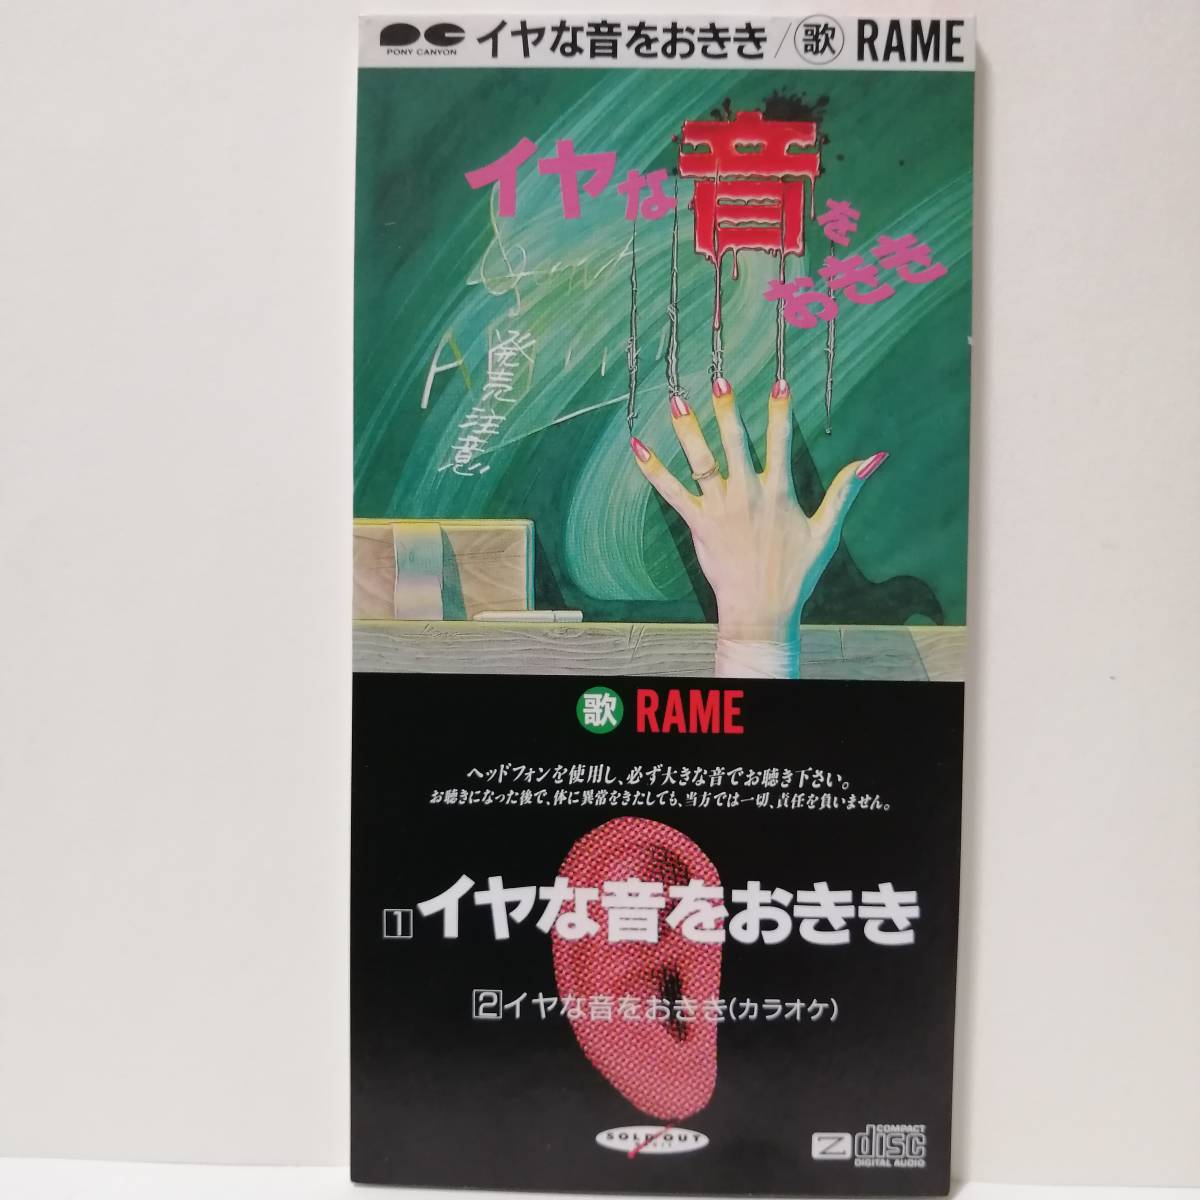 PONY CANYON
イヤな音をおきき/歌 RAME
イヤな音をおきき
発売注意
歌 RAME
ヘッドフォンを使用し、必ず大きな音でお聴き下さい。
お聴きになった後で、体に異常をきたしても、当方では一切、責任を負いません。
1 イヤな音をおきき
2 イヤな音をおきき(カラオケ)
SOLD OUT
Z
COMPACT
disc
DIGITAL AUDIO